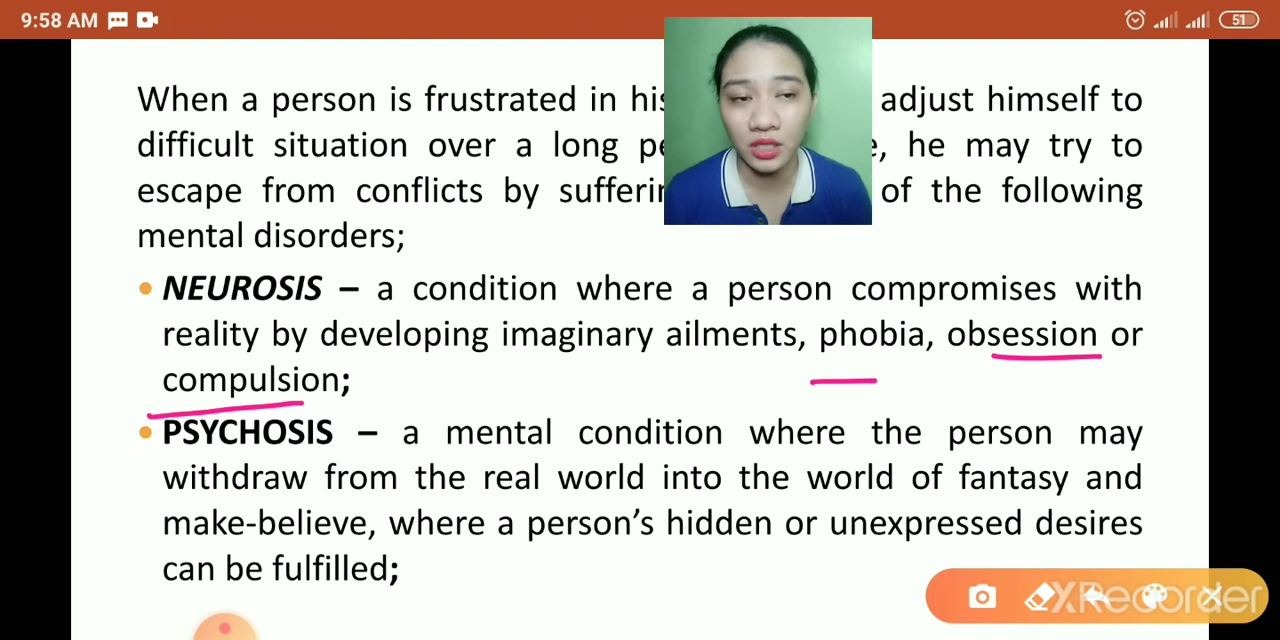 9:58 AM
51
When a person is frustrated in his adjust himself to
difficult situation over a long he may try to
escape from conflicts by of the following
mental disorders;
• NEUROSIS – a condition where a person compromises with
reality by developing imaginary ailments, phobia, obsession or
compulsion;
• PSYCHOSIS – a mental condition where the person may
withdraw from the real world into the world of fantasy and
make-believe, where a person's hidden or unexpressed desires
can be fulfilled;
XRecorder